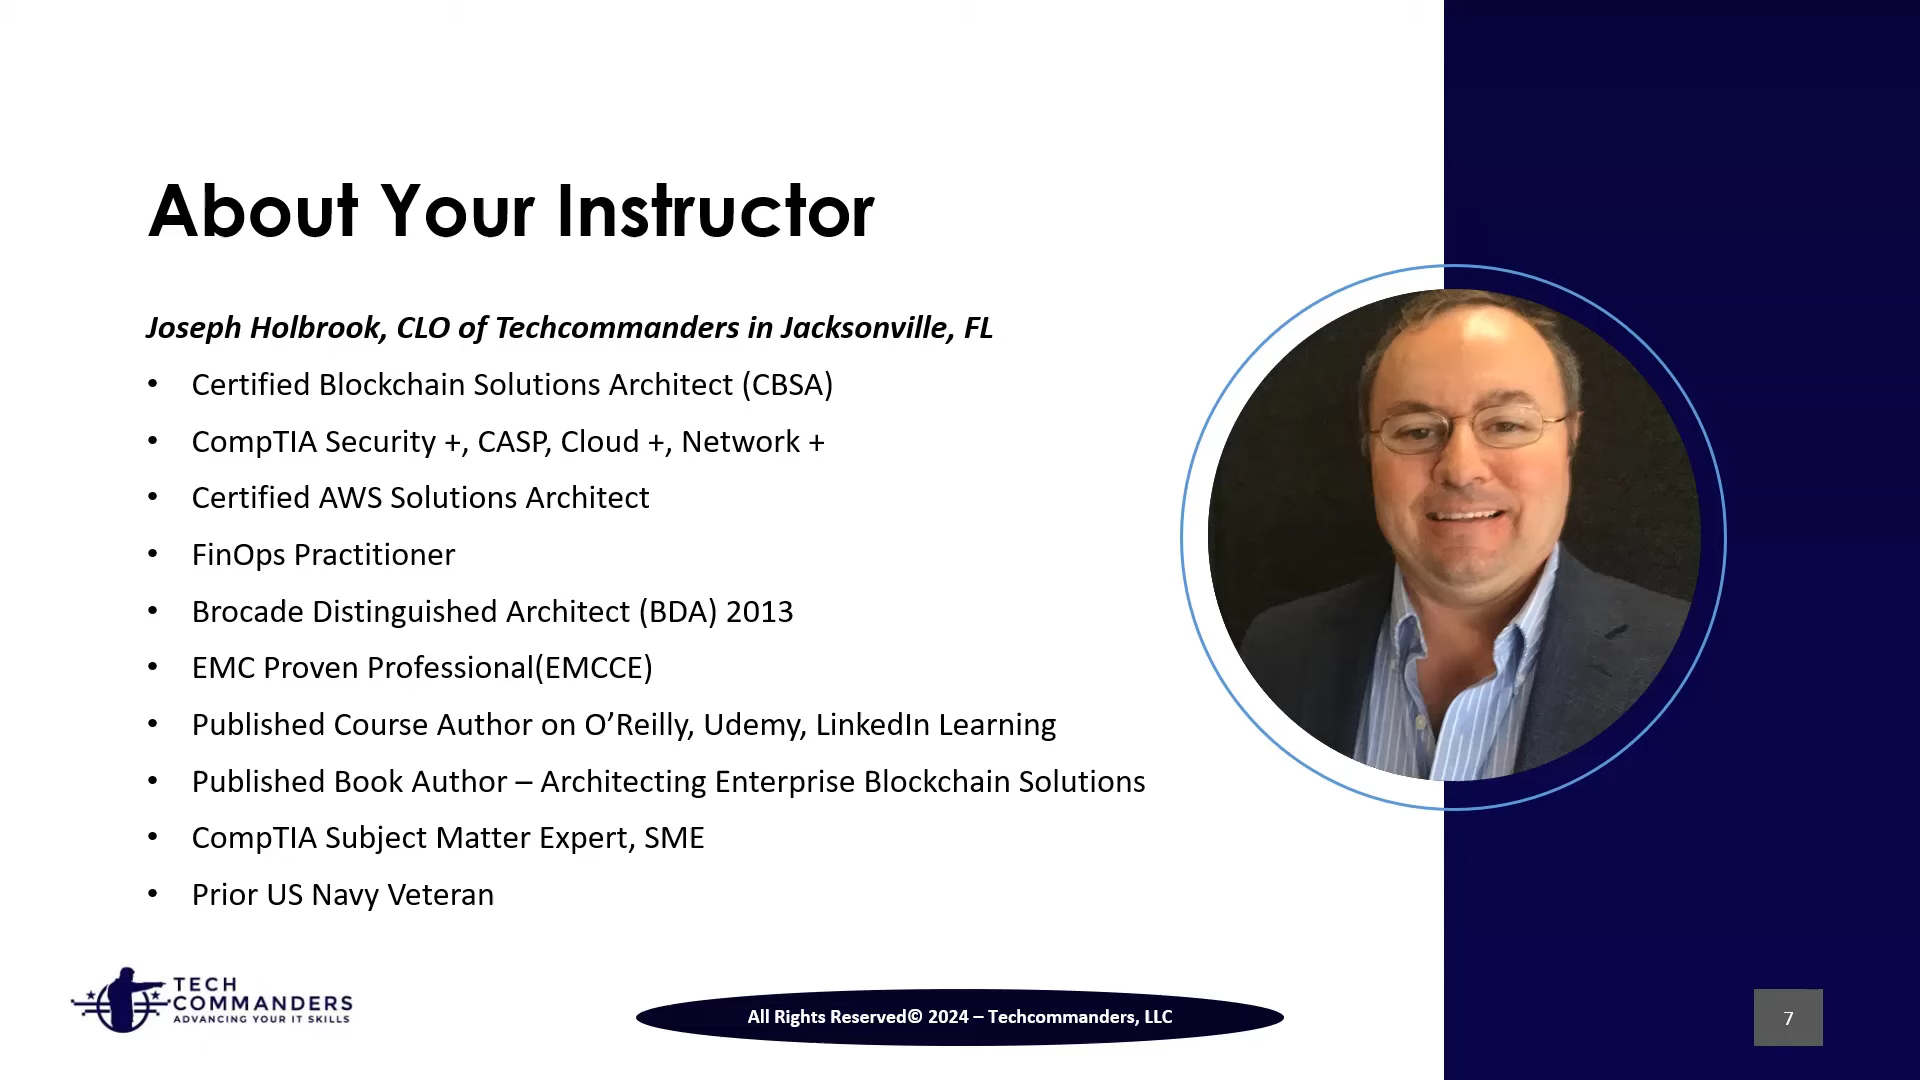 About Your Instructor
Joseph Holbrook, CLO of Techcommanders in Jacksonville, FL
• Certified Blockchain Solutions Architect (CBSA)
• CompTIA Security +, CASP, Cloud +, Network +
• Certified AWS Solutions Architect
• FinOps Practitioner
• Brocade Distinguished Architect (BDA) 2013
• EMC Proven Professional(EMCCE)
• Published Course Author on O’Reilly, Udemy, LinkedIn Learning
• Published Book Author – Architecting Enterprise Blockchain Solutions
• CompTIA Subject Matter Expert, SME
• Prior US Navy Veteran
TECH
COMMANDERS
ADVANCING YOUR IT SKILLS
All Rights Reserved© 2024 – Techcommanders, LLC
7